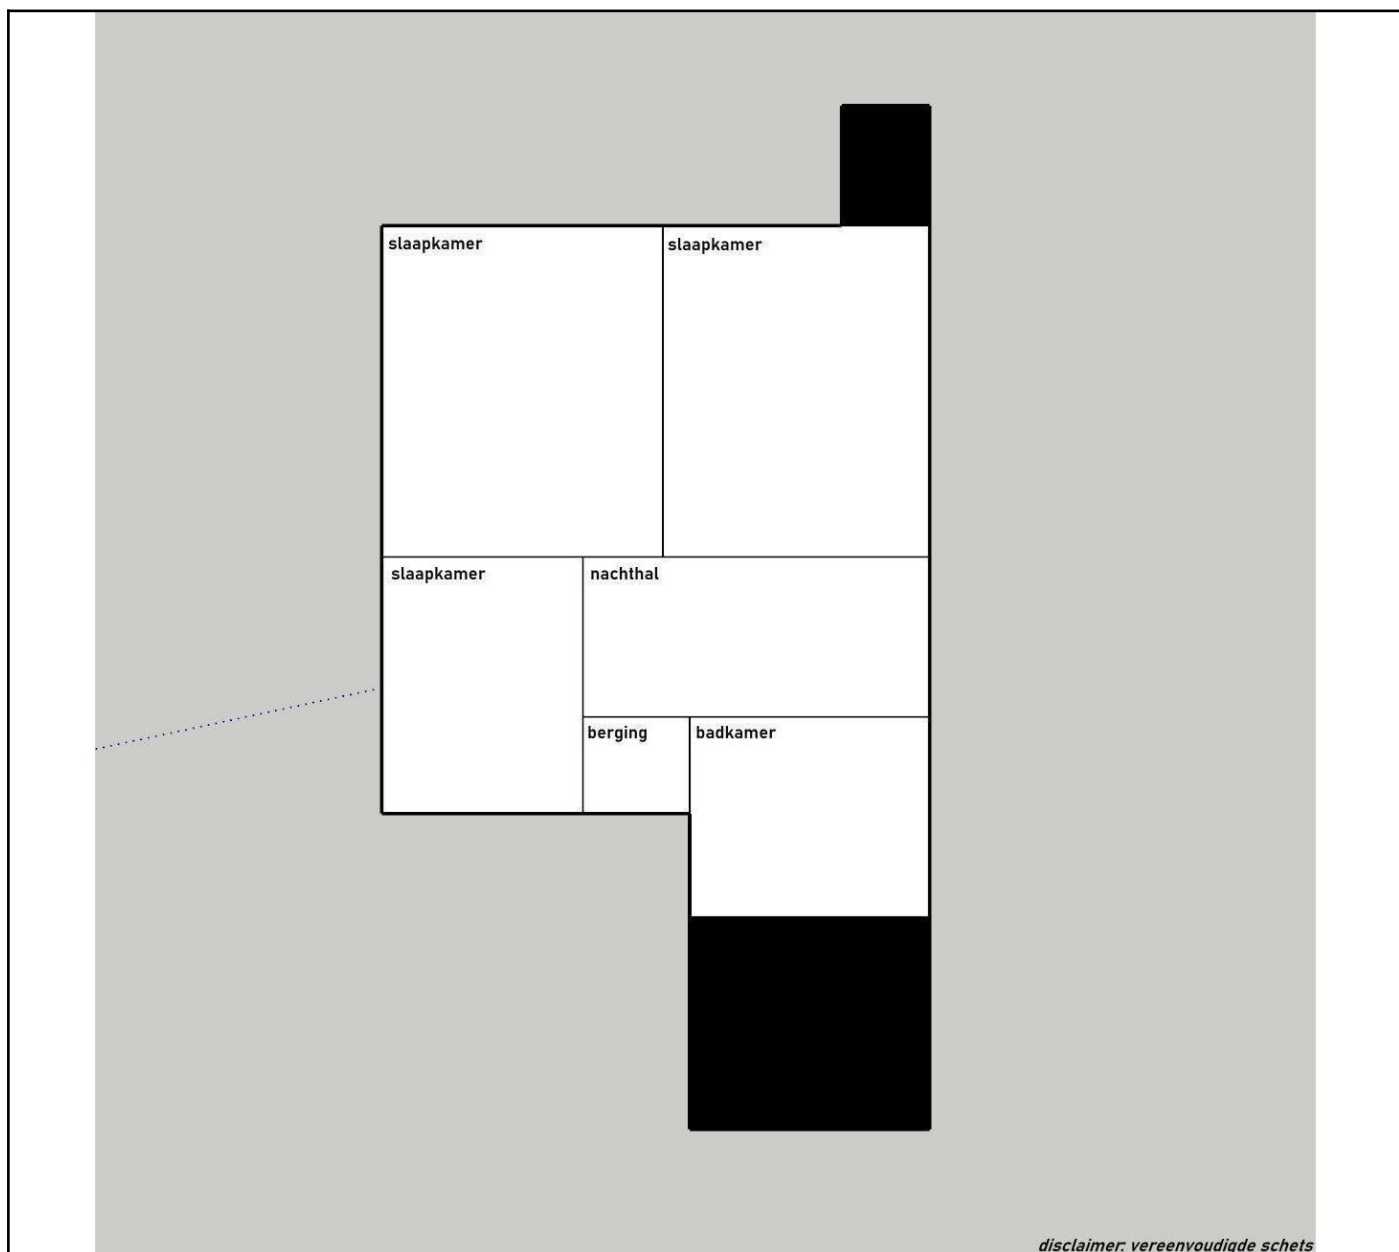 slaapkamer
slaapkamer
slaapkamer
nachthal
berging
badkamer
disclaimer: vereenvoudigde schets